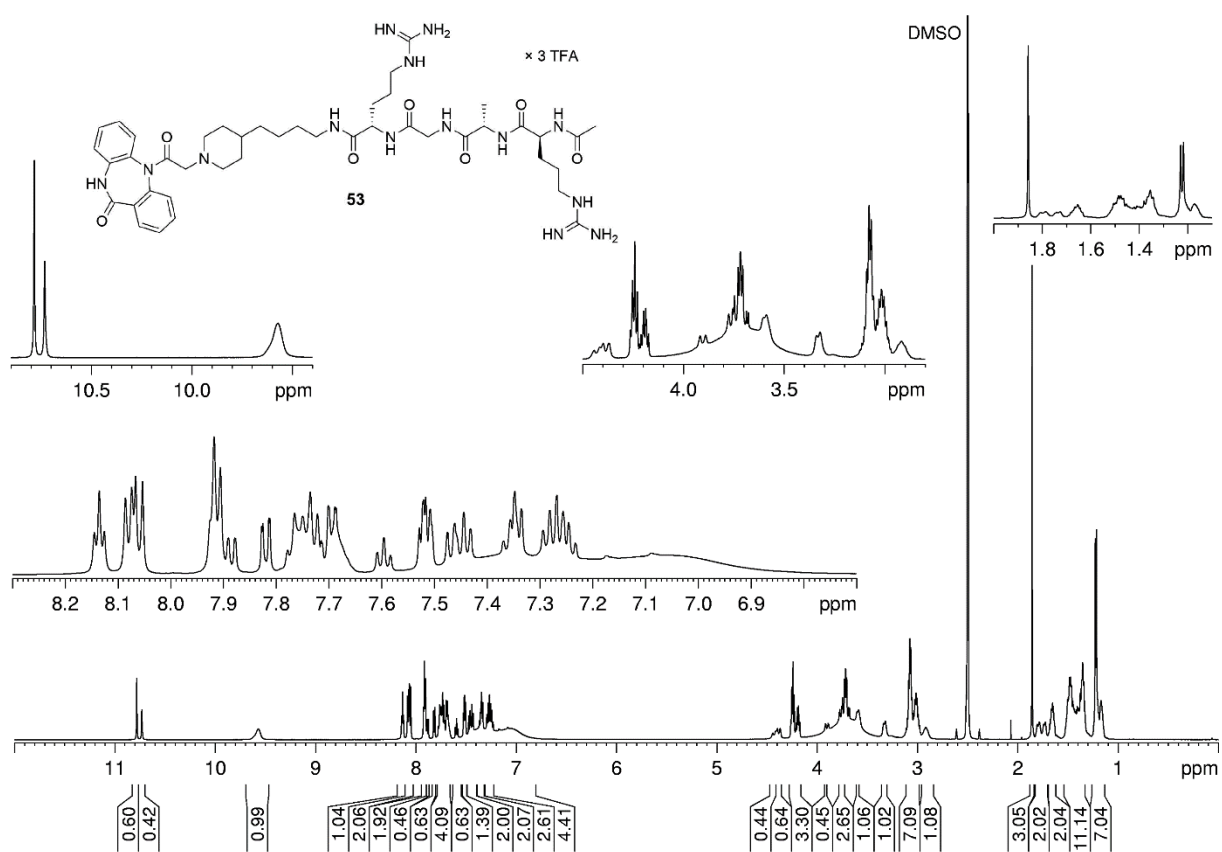 HN NH₂
NH
× 3 TFA
DMSO
H
N
O
N
H
O
H
N
O
N
H
O
H
N
O
O
N
N
HN
O
53
NH
HN NH₂
10.5 10.0 ppm
4.0 3.5 ppm
1.8 1.6 1.4 ppm
8.2 8.1 8.0 7.9 7.8 7.7 7.6 7.5 7.4 7.3 7.2 7.1 7.0 6.9 ppm
11 10 9 8 7 6 5 4 3 2 1 ppm
0.60 0.42 0.99 1.04 2.06 1.92 0.46 0.63 4.09 0.63 1.39 2.00 2.07 2.61 4.41 0.44 0.64 3.30 0.45 2.65 1.06 1.02 7.09 1.08 3.05 2.02 2.04 11.14 7.04